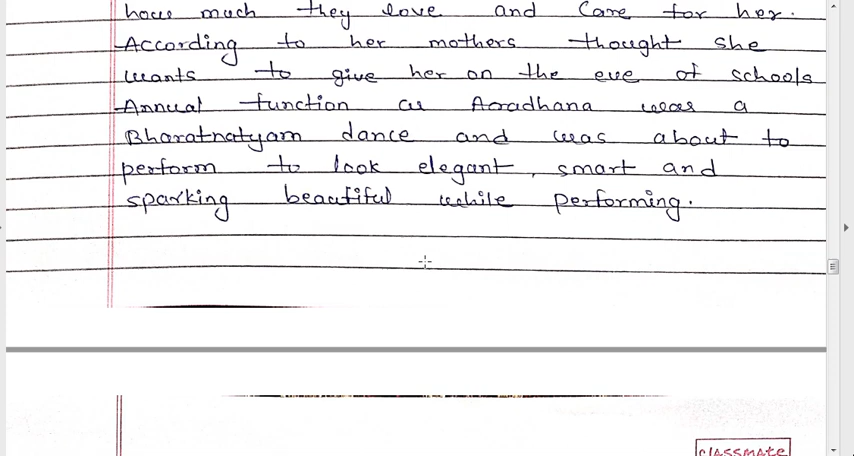 how much they love and Care for her.
According to her mothers thought she
wants to give her on the eve of schools
Annual function as Aaradhana was a
Bharatnatyam dance and was about to
perform to look elegant, smart and
sparking beautiful while performing.
CLASSMATE